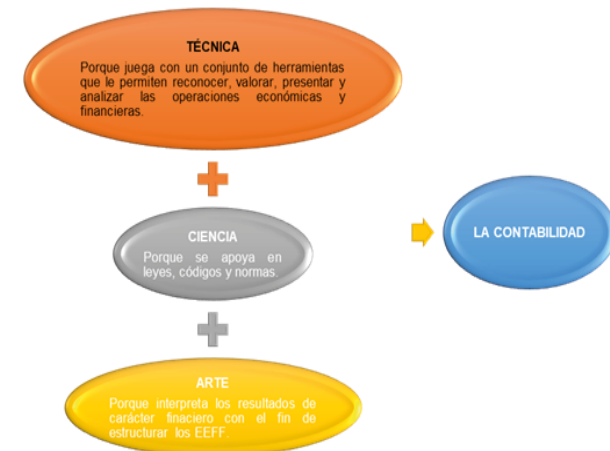 TÉCNICA
Porque juega con un conjunto de herramientas
que le permiten reconocer, valorar, presentar y
analizar las operaciones económicas y
financieras.
CIENCIA
Porque se apoya en
leyes, códigos y normas.
LA CONTABILIDAD
ARTE
Porque interpreta los resultados de
carácter finaciero con el fin de
estructurar los EEFF.